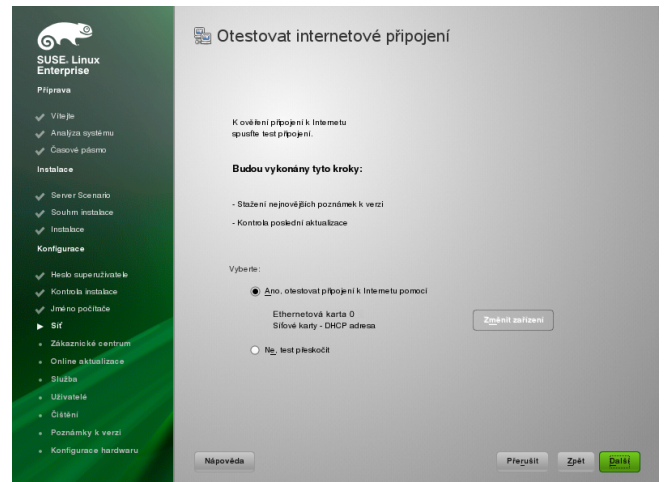 SUSE. Linux
Enterprise
Příprava
Vítejte
Analýza systému
Časové pásmo
Instalace
Server Scenario
Souhrn instalace
Instalace
Konfigurace
Heslo superuživatele
Kontrola instalace
Jméno počítače
Síť
Zákaznické centrum
Online aktualizace
Služba
Uživatelé
Čištění
Poznámky k verzi
Konfigurace hardwaru
Otestovat internetové připojení
K ověření připojení k Internetu
spusťte test připojení.
Budou vykonány tyto kroky:
- Stažení nejnovějších poznámek k verzi
- Kontrola poslední aktualizace
Vyberte:
Ano, otestovat připojení k Internetu pomocí
Ethernetová karta 0
Síťové karty - DHCP adresa
Změnit zařízení
Ne, test přeskočit
Nápověda
Přerušit
Zpět
Další